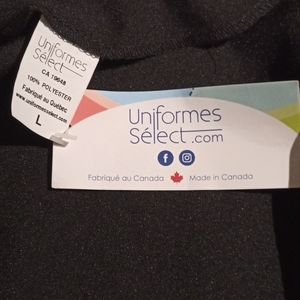 Uniformes
Sélect
CA 19648
100% POLYESTER
Fabriqué au Québec
www.uniformesselect.com
L
Uniformes
Sélect.com
Fabriqué au Canada Made in Canada